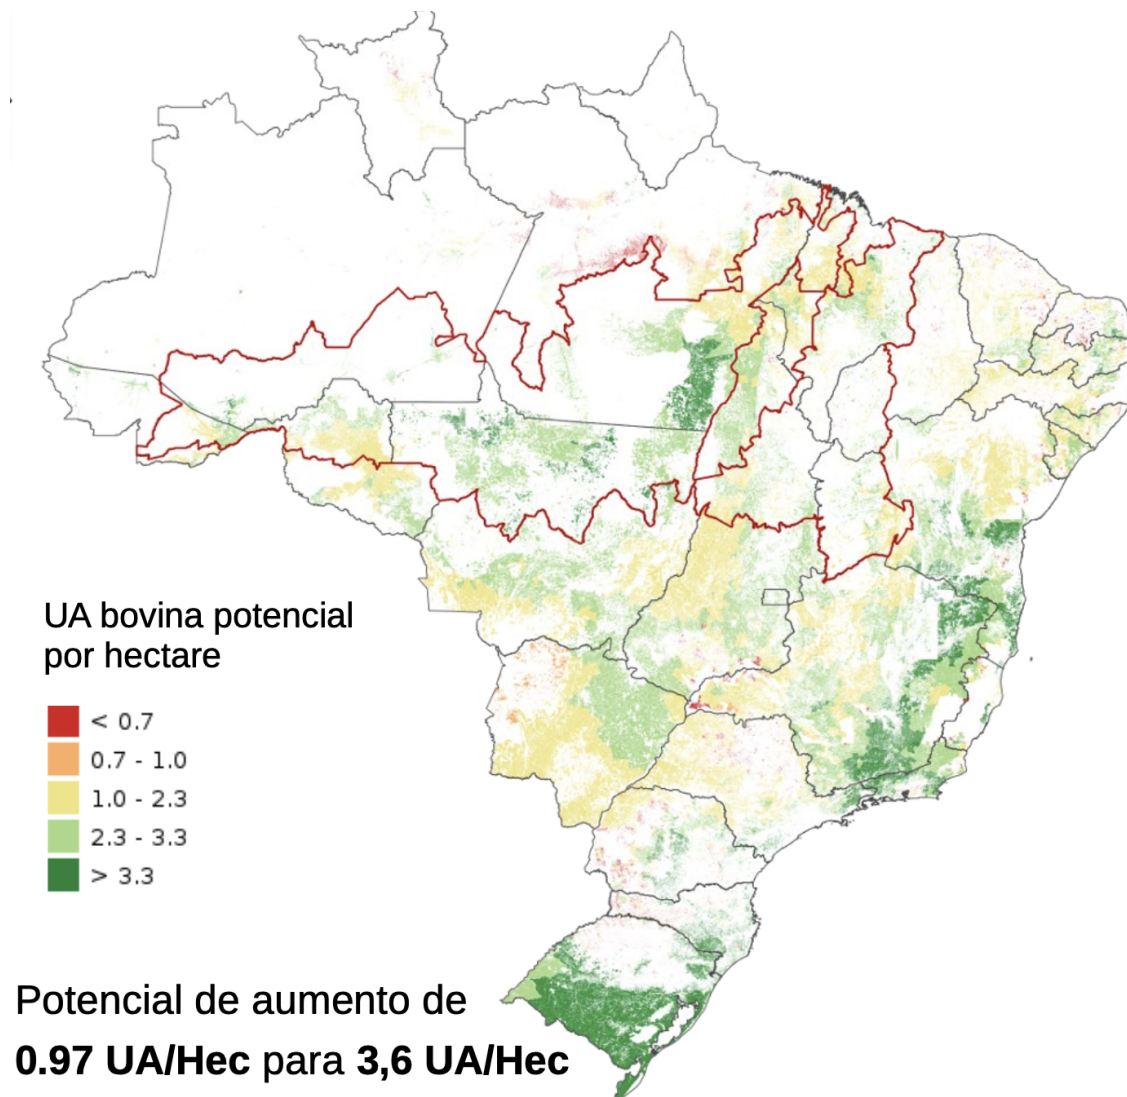 UA bovina potencial
por hectare
< 0.7
0.7 - 1.0
1.0 - 2.3
2.3 - 3.3
> 3.3
Potencial de aumento de
0.97 UA/Hec para 3,6 UA/Hec